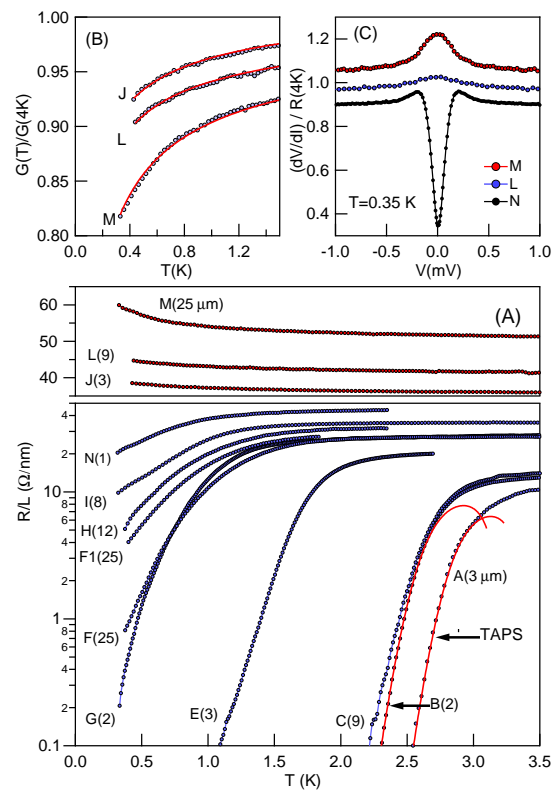 (B)
G(T)/G(4K)
1.00
0.95
0.90
0.85
0.80
J
L
M
0.4
0.8
1.2
T(K)
(C)
(dV/dI) / R(4K)
1.2
1.0
0.8
0.6
0.4
M
L
N
T=0.35 K
-1.0
-0.5
0.0
0.5
1.0
V(mV)
(A)
60
50
40
M(25 μm)
L(9)
J(3)
R/L (Ω/nm)
4
2
10
8
6
4
2
1
8
6
4
2
0.1
N(1)
I(8)
H(12)
F1(25)
F(25)
G(2)
E(3)
C(9)
B(2)
A(3 μm)
TAPS
0.0
0.5
1.0
1.5
2.0
2.5
3.0
3.5
T (K)